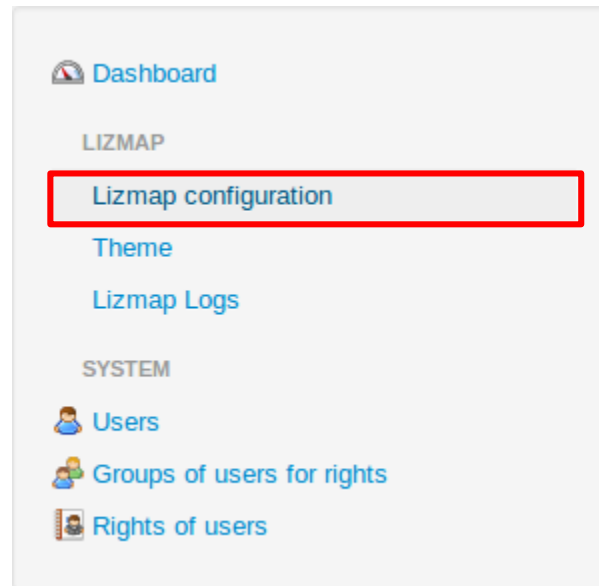 Dashboard
LIZMAP
Lizmap configuration
Theme
Lizmap Logs
SYSTEM
Users
Groups of users for rights
Rights of users